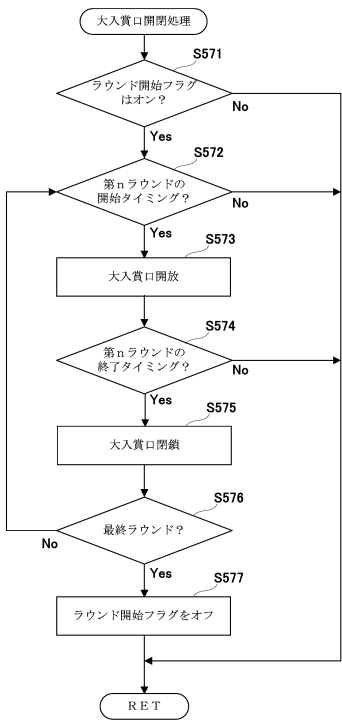 大入賞口開閉処理
S571
ラウンド開始フラグ
はオン？
No
Yes
S572
第ｎラウンドの
開始タイミング？
No
Yes
S573
大入賞口開放
S574
第ｎラウンドの
終了タイミング？
No
Yes
S575
大入賞口閉鎖
S576
最終ラウンド？
No
Yes
S577
ラウンド開始フラグをオフ
ＲＥＴ